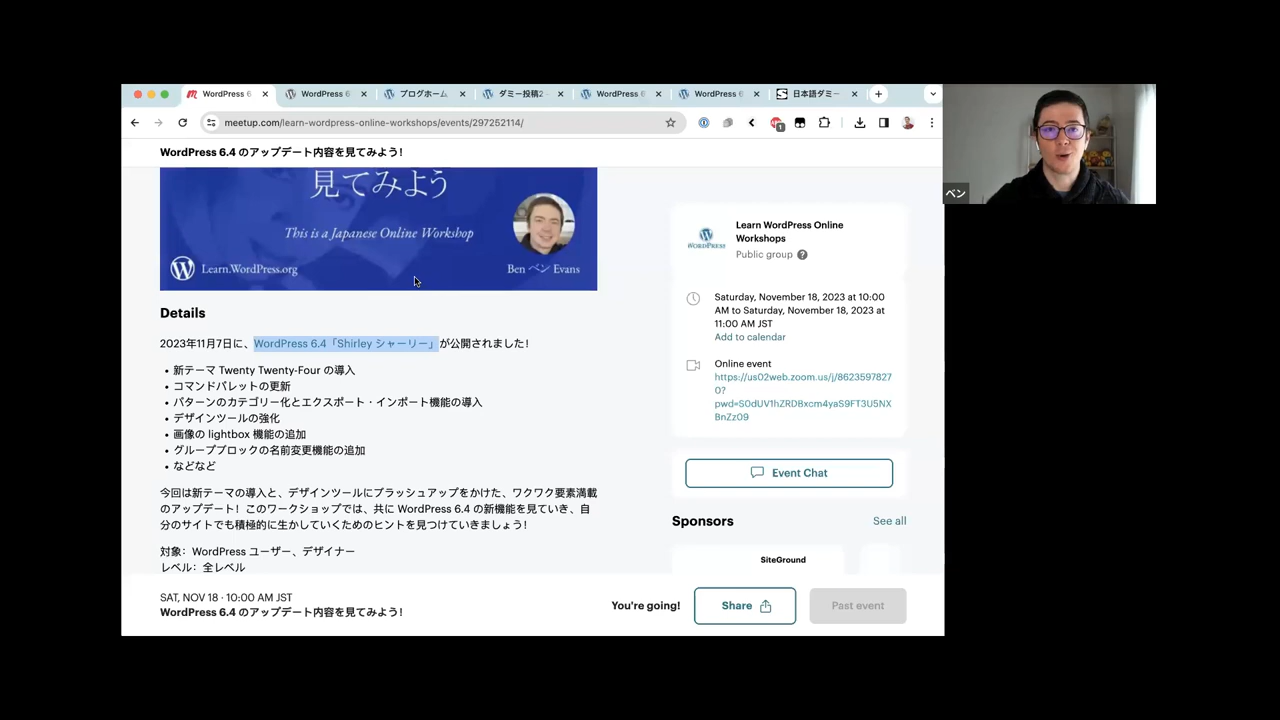 WordPress 6
WordPress 6
ブログホーム
ダミー投稿2 -
WordPress 6
WordPress 6
日本語ダミー
meetup.com/learn-wordpress-online-workshops/events/297252114/
1
WordPress 6.4 のアップデート内容を見てみよう！
見てみよう
This is a Japanese Online Workshop
Learn.WordPress.org
Ben ベン Evans
Details
2023年11月7日に、WordPress 6.4「Shirley シャーリー」が公開されました！
• 新テーマ Twenty Twenty-Four の導入
• コマンドパレットの更新
• パターンのカテゴリー化とエクスポート・インポート機能の導入
• デザインツールの強化
• 画像の lightbox 機能の追加
• グループブロックの名前変更機能の追加
• などなど
今回は新テーマの導入と、デザインツールにブラッシュアップをかけた、ワクワク要素満載
のアップデート！このワークショップでは、共に WordPress 6.4 の新機能を見ていき、自
分のサイトでも積極的に生かしていくためのヒントを見つけていきましょう！
対象：WordPress ユーザー、デザイナー
レベル：全レベル
WORDPRESS
Learn WordPress Online
Workshops
Public group
Saturday, November 18, 2023 at 10:00
AM to Saturday, November 18, 2023 at
11:00 AM JST
Add to calendar
Online event
https://us02web.zoom.us/j/8623597827
0?
pwd=S0dUV1hZRDBxcm4yaS9FT3U5NX
BnZz09
Event Chat
Sponsors
See all
SiteGround
SAT, NOV 18 · 10:00 AM JST
WordPress 6.4 のアップデート内容を見てみよう！
You're going!
Share
Past event
ベン